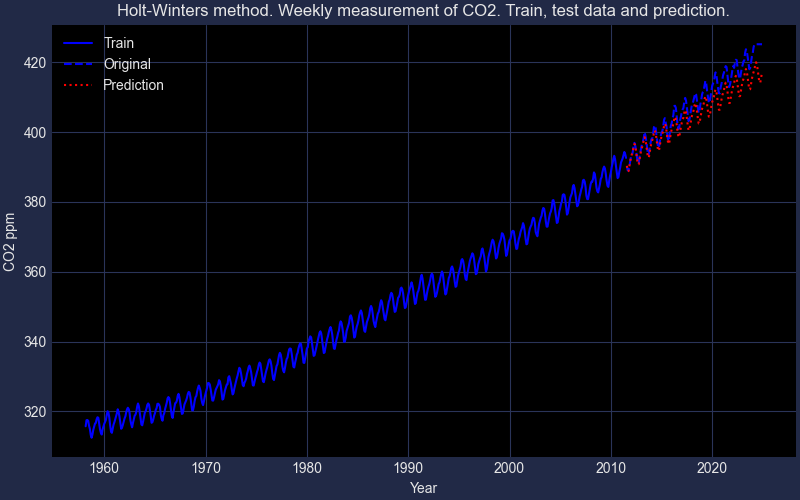 Holt-Winters method. Weekly measurement of CO2. Train, test data and prediction.
Train
Original
Prediction
CO2 ppm
420
400
380
360
340
320
1960 1970 1980 1990 2000 2010 2020
Year